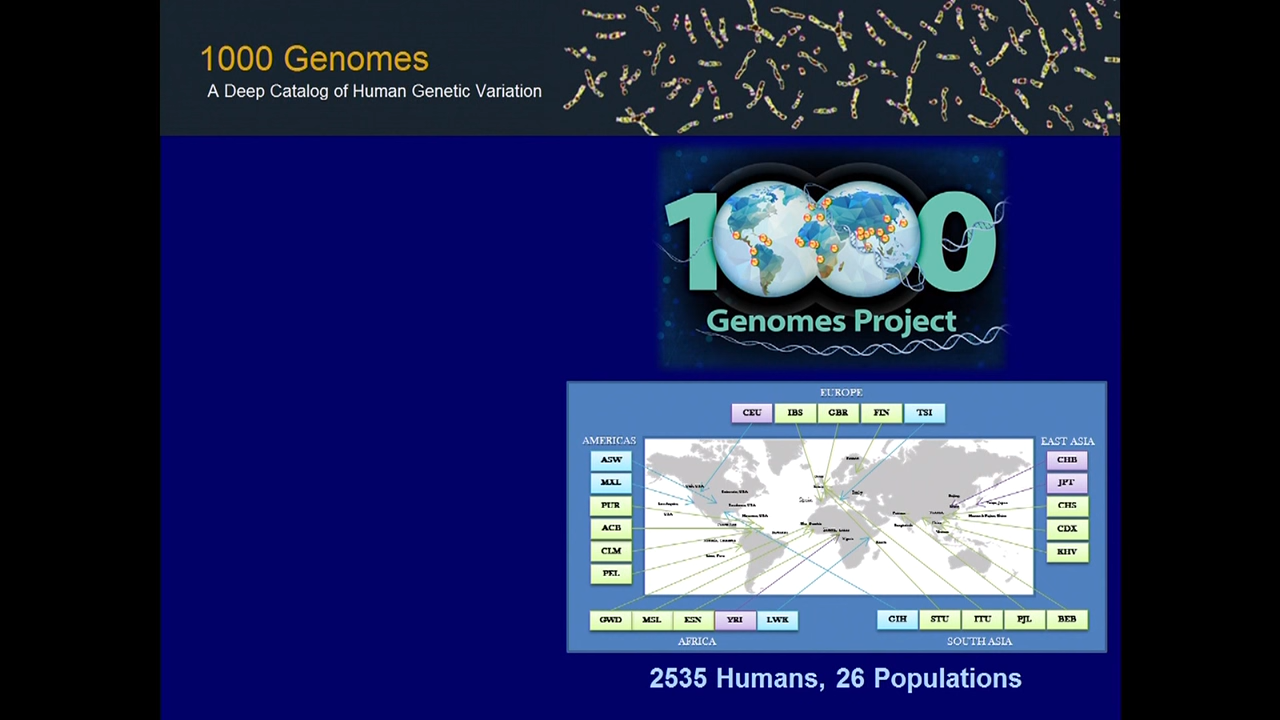 1000 Genomes
A Deep Catalog of Human Genetic Variation
1000
Genomes Project
EUROPE
CEU IBS GBR FIN TSI
AMERICAS
EAST ASIA
ASW
CHB
MXL
JPT
PUR
CHS
ACB
CDX
CLM
KHV
PEL
Spain
Italy
GWD MSL ESN YRI LWK
GIH STU ITU PJL BEB
AFRICA
SOUTH ASIA
2535 Humans, 26 Populations